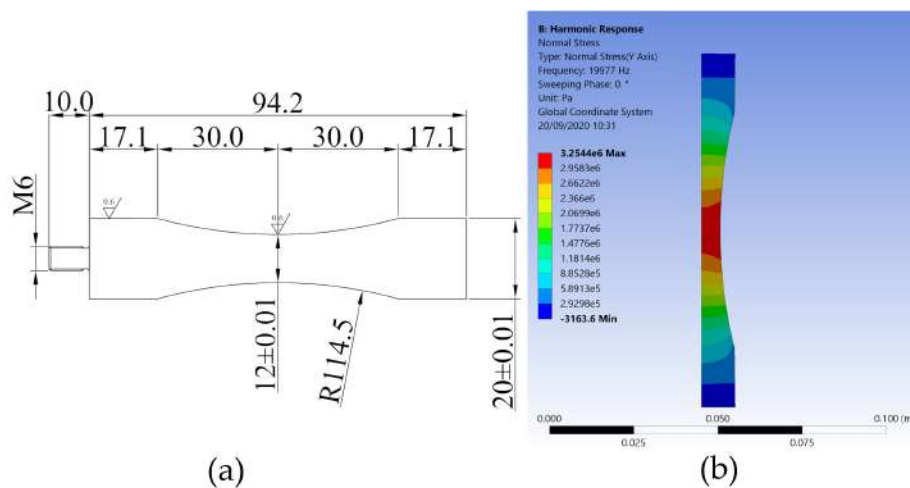 10.0
94.2
17.1
30.0
30.0
17.1
M6
0.6
0.6
12±0.01
R114.5
20±0.01
(a)
B: Harmonic Response
Normal Stress
Type: Normal Stress(Y Axis)
Frequency: 19977 Hz
Sweeping Phase: 0. °
Unit: Pa
Global Coordinate System
20/09/2020 10:31
3.2544e6 Max
2.9583e6
2.6622e6
2.366e6
2.0699e6
1.7737e6
1.4776e6
1.1814e6
8.8528e5
5.8913e5
2.9298e5
-3163.6 Min
0.000
0.050
0.100 (m
0.025
0.075
(b)